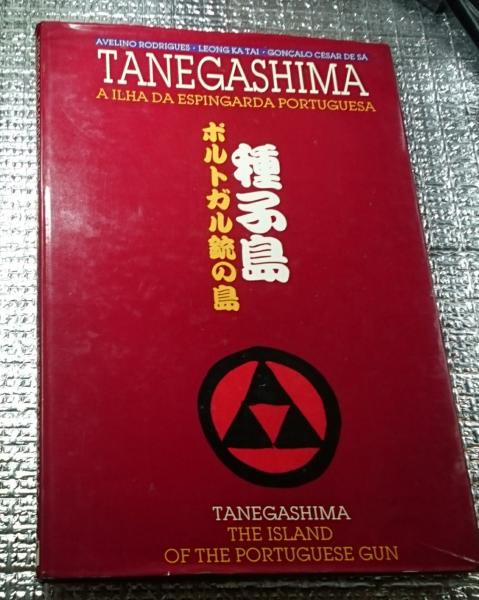 AVELINO RODRIGUES · LEONG KA TAI · GONÇALO CÉSAR DE SÁ
TANEGASHIMA
A ILHA DA ESPINGARDA PORTUGUESA
種子島
ポルトガル銃の島
TANEGASHIMA
THE ISLAND
OF THE PORTUGUESE GUN